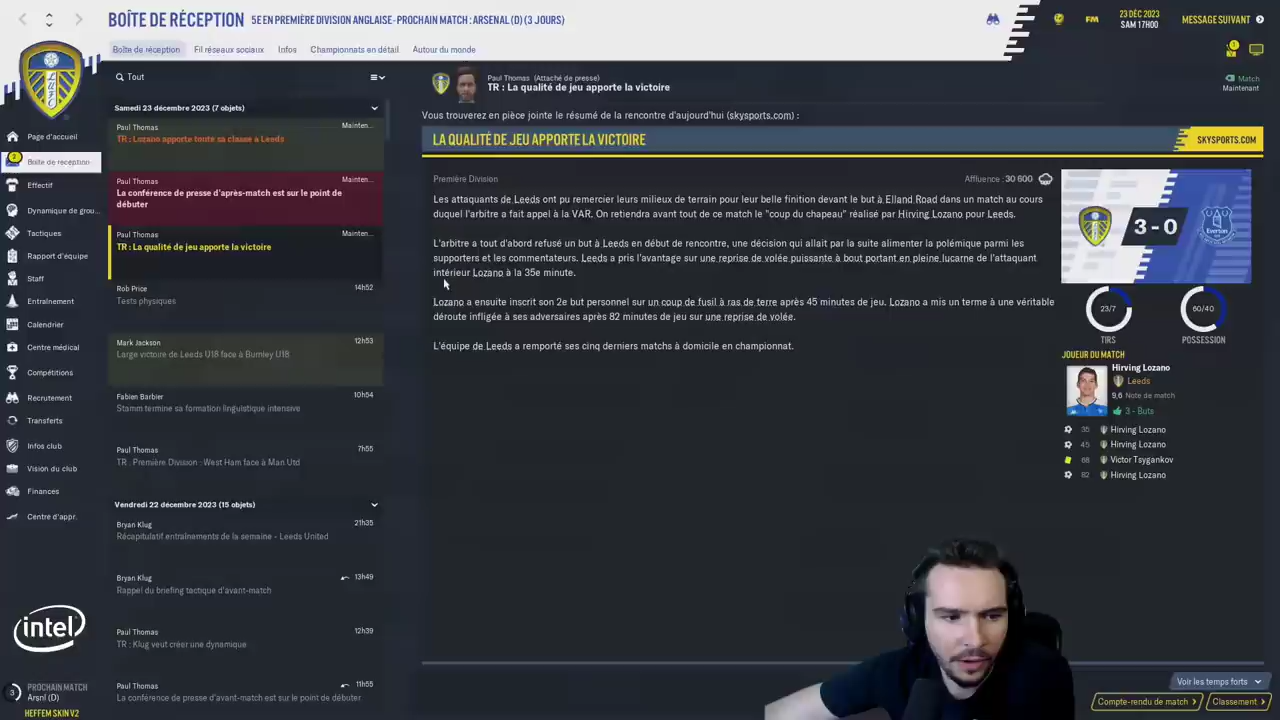 BOÎTE DE RÉCEPTION 5E EN PREMIÈRE DIVISION ANGLAISE - PROCHAIN MATCH : ARSENAL (D) (3 JOURS)
FM 23 DÉC 2023 SAM 17H00 MESSAGE SUIVANT
Boîte de réception Fil réseaux sociaux Infos Championnats en détail Autour du monde
1
Page d'accueil
3 Boîte de réception
Effectif
Dynamique de grou...
Tactiques
Rapport d'équipe
Staff
Entraînement
Calendrier
Centre médical
Compétitions
Recrutement
Transferts
Infos club
Vision du club
Finances
Centre d'appr.
intel
3 PROCHAIN MATCH
Arsnl (D)
HEFFEM SKIN V2
Tout
Samedi 23 décembre 2023 (7 objets)
Paul Thomas Mainten...
TR : Lozano apporte toute sa classe à Leeds
Paul Thomas Mainten...
La conférence de presse d'après-match est sur le point de
débuter
Paul Thomas Mainten...
TR : La qualité de jeu apporte la victoire
Rob Price 14h52
Tests physiques
Mark Jackson 12h53
Large victoire de Leeds U18 face à Burnley U18
Fabien Barbier 10h54
Stamm termine sa formation linguistique intensive
Paul Thomas 7h55
TR : Première Division : West Ham face à Man Utd
Vendredi 22 décembre 2023 (15 objets)
Bryan Klug 21h35
Récapitulatif entraînements de la semaine - Leeds United
Bryan Klug 13h49
Rappel du briefing tactique d'avant-match
Paul Thomas 12h39
TR : Klug veut créer une dynamique
Paul Thomas 11h55
La conférence de presse d'avant-match est sur le point de débuter
Paul Thomas (Attaché de presse)
TR : La qualité de jeu apporte la victoire
Match
Maintenant
Vous trouverez en pièce jointe le résumé de la rencontre d'aujourd'hui (skysports.com) :
LA QUALITÉ DE JEU APPORTE LA VICTOIRE SKYSPORTS.COM
Première Division Affluence : 30 600
Les attaquants de Leeds ont pu remercier leurs milieux de terrain pour leur belle finition devant le but à Elland Road dans un match au cours
duquel l'arbitre a fait appel à la VAR. On retiendra avant tout de ce match le "coup du chapeau" réalisé par Hirving Lozano pour Leeds.
L'arbitre a tout d'abord refusé un but à Leeds en début de rencontre, une décision qui allait par la suite alimenter la polémique parmi les
supporters et les commentateurs. Leeds a pris l'avantage sur une reprise de volée puissante à bout portant en pleine lucarne de l'attaquant
intérieur Lozano à la 35e minute.
Lozano a ensuite inscrit son 2e but personnel sur un coup de fusil à ras de terre après 45 minutes de jeu. Lozano a mis un terme à une véritable
déroute infligée à ses adversaires après 82 minutes de jeu sur une reprise de volée.
L'équipe de Leeds a remporté ses cinq derniers matchs à domicile en championnat.
3 - 0
Everton
23/7 60/40
TIRS POSSESSION
JOUEUR DU MATCH
Hirving Lozano
Leeds
9,6 Note de match
3 - Buts
35 Hirving Lozano
45 Hirving Lozano
68 Victor Tsygankov
82 Hirving Lozano
Voir les temps forts
Compte-rendu de match Classement